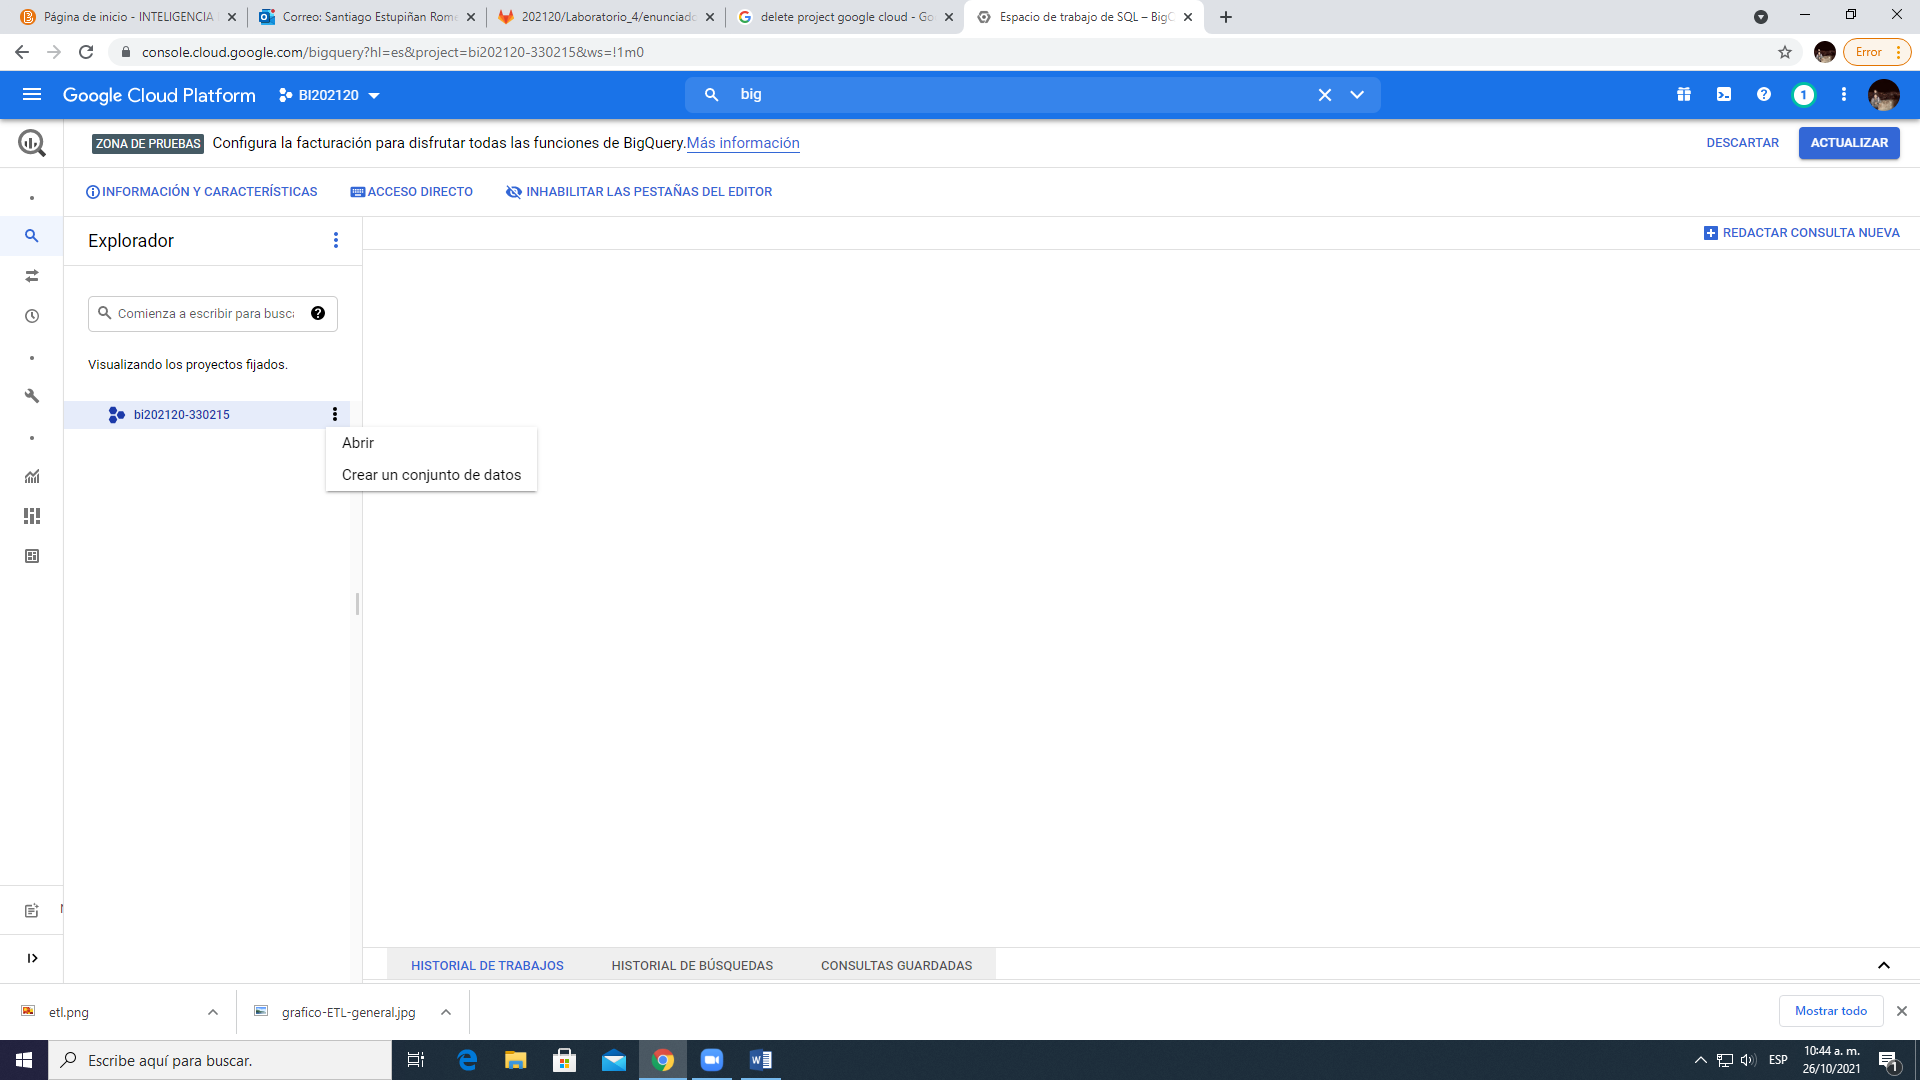 Página de inicio - INTELIGENCIA
Correo: Santiago Estupiñan Rome
202120/Laboratorio_4/enunciado
delete project google cloud - Go
Espacio de trabajo de SQL – BigQ
console.cloud.google.com/bigquery?hl=es&project=bi202120-330215&ws=!1m0
Error
Google Cloud Platform
BI202120
big
1
ZONA DE PRUEBAS
Configura la facturación para disfrutar todas las funciones de BigQuery.Más información
DESCARTAR
ACTUALIZAR
INFORMACIÓN Y CARACTERÍSTICAS
ACCESO DIRECTO
INHABILITAR LAS PESTAÑAS DEL EDITOR
Explorador
REDACTAR CONSULTA NUEVA
Comienza a escribir para busca
Visualizando los proyectos fijados.
bi202120-330215
Abrir
Crear un conjunto de datos
HISTORIAL DE TRABAJOS
HISTORIAL DE BÚSQUEDAS
CONSULTAS GUARDADAS
etl.png
grafico-ETL-general.jpg
Mostrar todo
Escribe aquí para buscar.
ESP
10:44 a. m.
26/10/2021
1